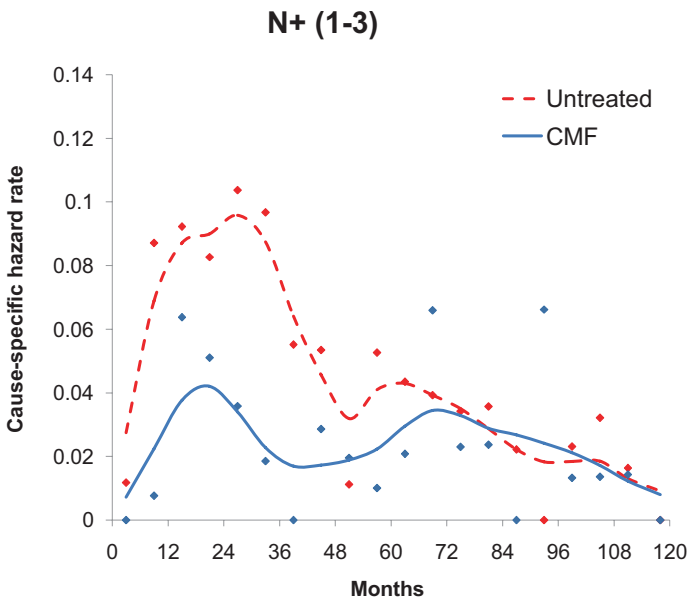 N+ (1-3)
0.14
0.12
0.1
0.08
0.06
0.04
0.02
0
Cause-specific hazard rate
Untreated
CMF
0 12 24 36 48 60 72 84 96 108 120
Months